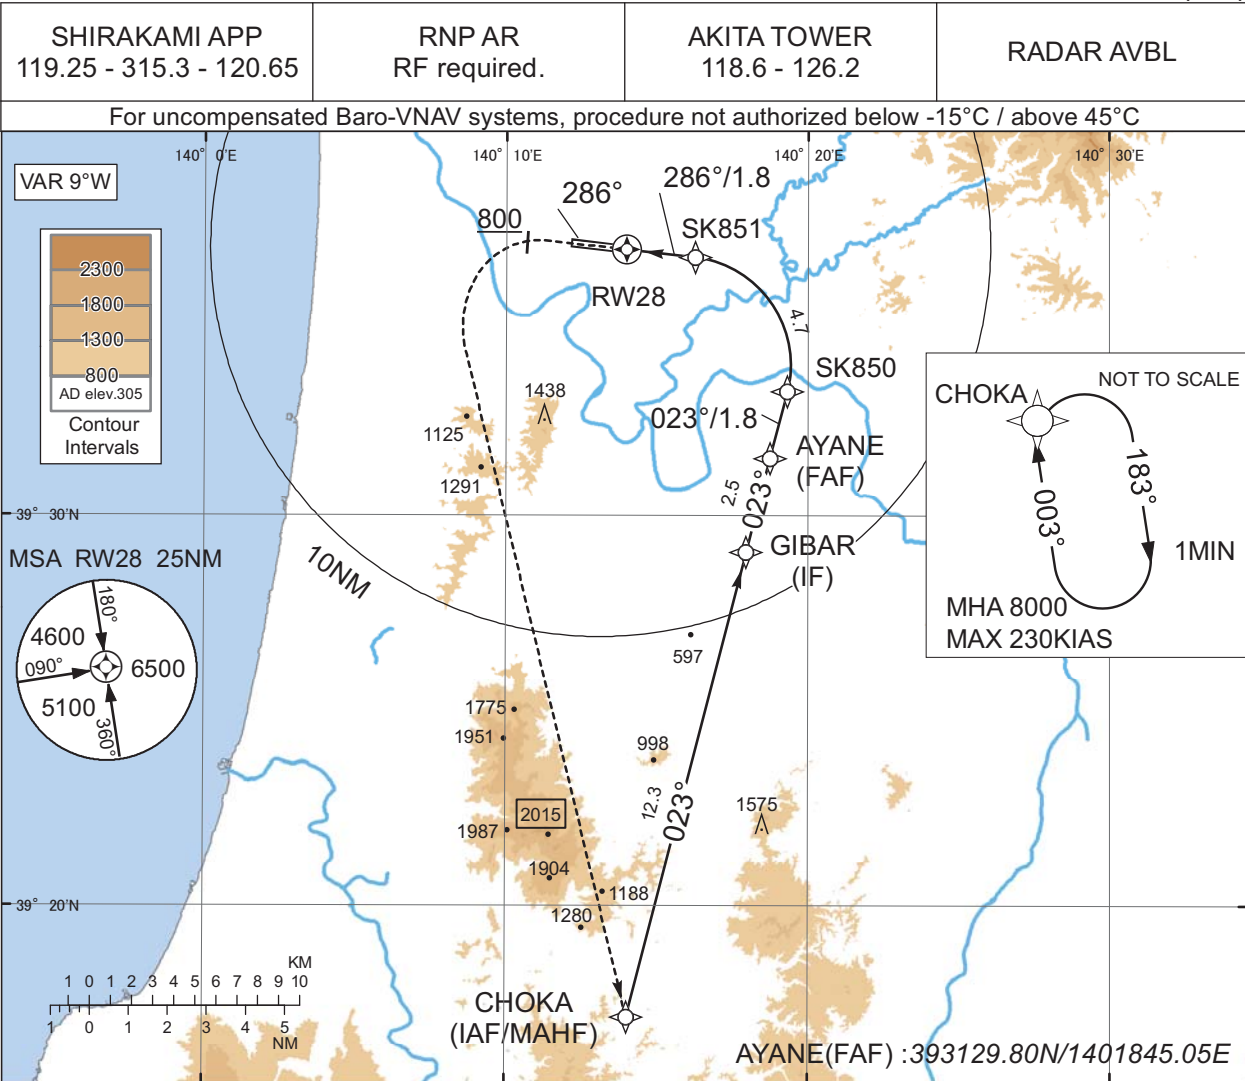 SHIRAKAMI APP
119.25 - 315.3 - 120.65
RNP AR
RF required.
AKITA TOWER
118.6 - 126.2
RADAR AVBL
For uncompensated Baro-VNAV systems, procedure not authorized below -15°C / above 45°C
140° 0'E
140° 10'E
140° 20'E
140° 30'E
VAR 9°W
2300
1800
1300
800
AD elev.305
Contour
Intervals
286°
286°/1.8
800
SK851
RW28
4.7
SK850
023°/1.8
AYANE
(FAF)
2.5
023°
GIBAR
(IF)
1438
1125
1291
39° 30'N
10NM
CHOKA
NOT TO SCALE
183°
003°
1MIN
MHA 8000
MAX 230KIAS
MSA RW28 25NM
180°
4600
090°
6500
5100
360°
597
1775
1951
998
12.3
023°
1575
2015
1987
1904
1188
1280
39° 20'N
KM
1 0 1 2 3 4 5 6 7 8 9 10
1 0 1 2 3 4 5
NM
CHOKA
(IAF/MAHF)
AYANE(FAF) :393129.80N/1401845.05E